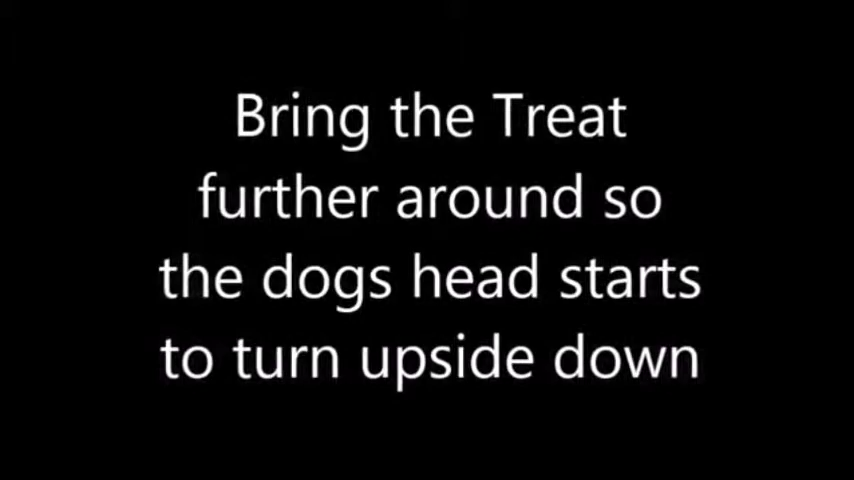 Bring the Treat
further around so
the dogs head starts
to turn upside down